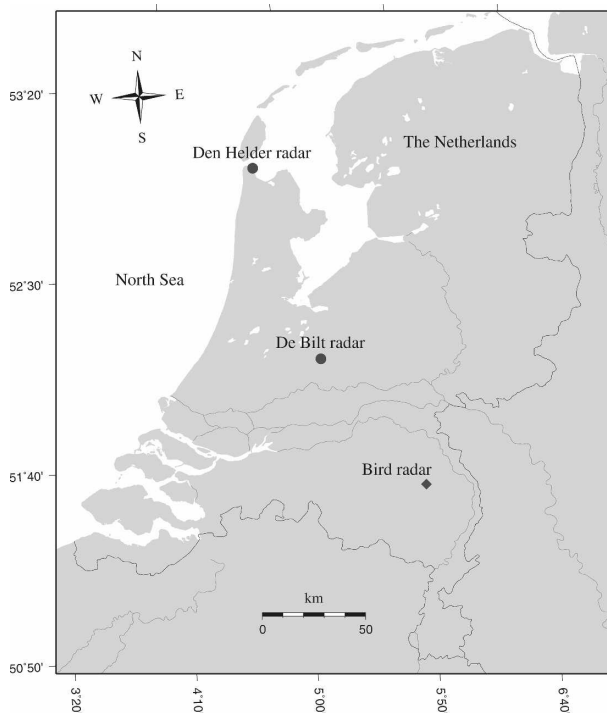 N
W E
S
53°20'
Den Helder radar
The Netherlands
North Sea
52°30'
De Bilt radar
Bird radar
51°40'
km
0 50
50°50'
3°20 4°10 5°00 5°50 6°40